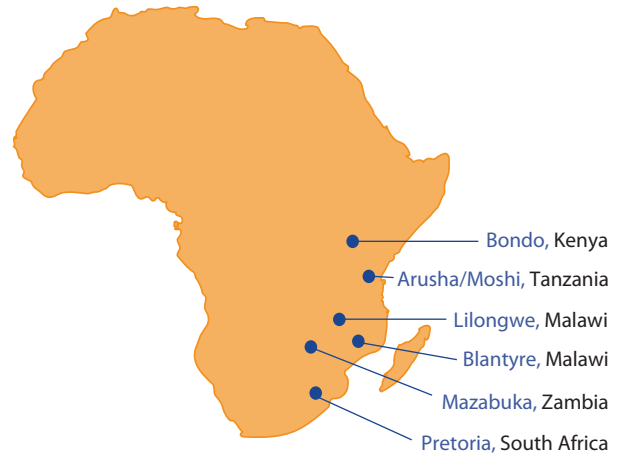 Bondo, Kenya
Arusha/Moshi, Tanzania
Lilongwe, Malawi
Blantyre, Malawi
Mazabuka, Zambia
Pretoria, South Africa